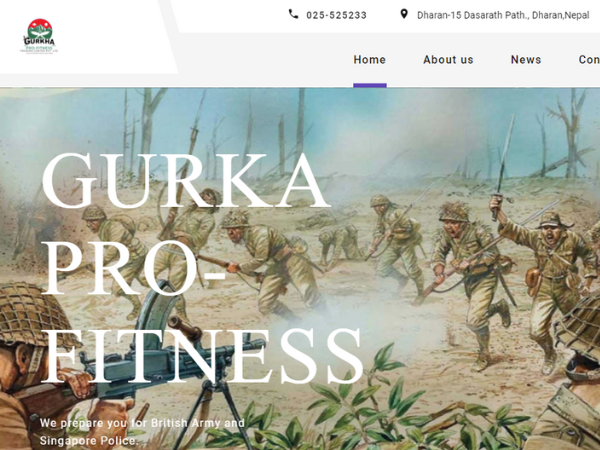 025-525233
Dharan-15 Dasarath Path., Dharan,Nepal
GURKHA
Home
About us
News
Con
GURKA
PRO-
FITNESS
We prepare you for British Army and
Singapore Police.